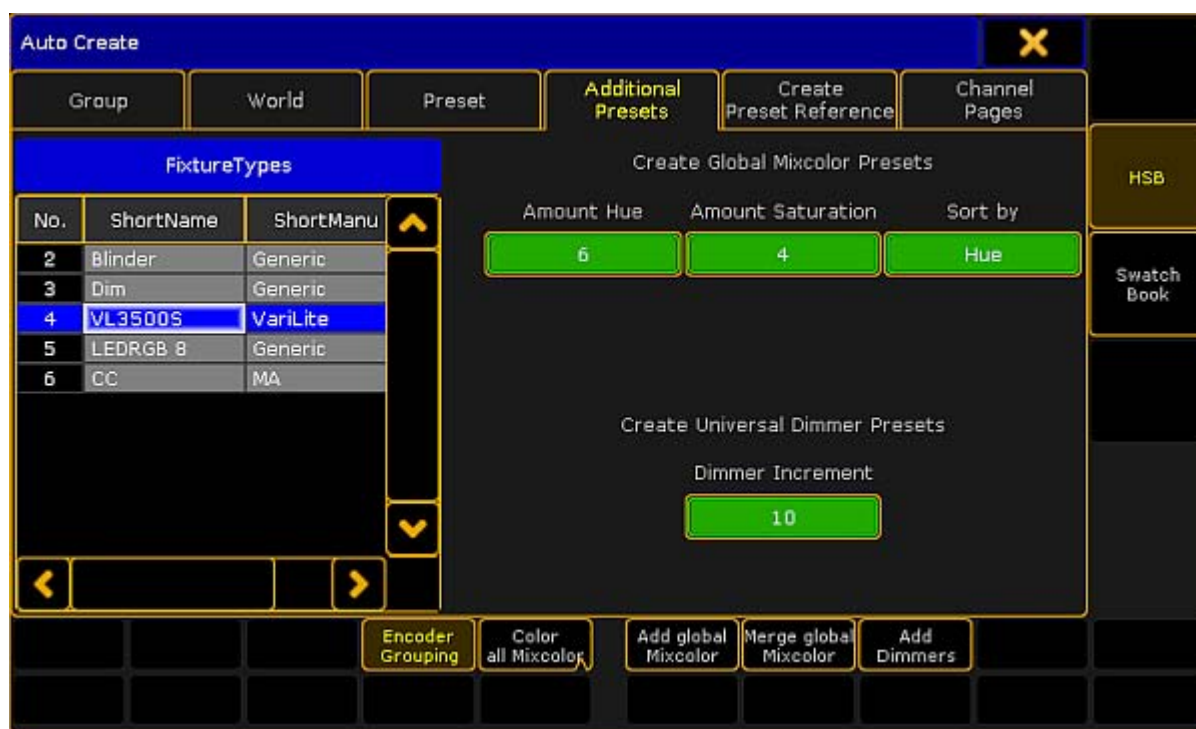 Auto Create
Group World Preset Additional Presets Create Preset Reference Channel Pages
FixtureTypes
No. ShortName ShortManu
2 Blinder Generic
3 Dim Generic
4 VL3500S VariLite
5 LEDRGB 8 Generic
6 CC MA
Create Global Mixcolor Presets
Amount Hue Amount Saturation Sort by
6 4 Hue
Create Universal Dimmer Presets
Dimmer Increment
10
HSB
Swatch
Book
Encoder Grouping Color all Mixcolor Add global Mixcolor Merge global Mixcolor Add Dimmers